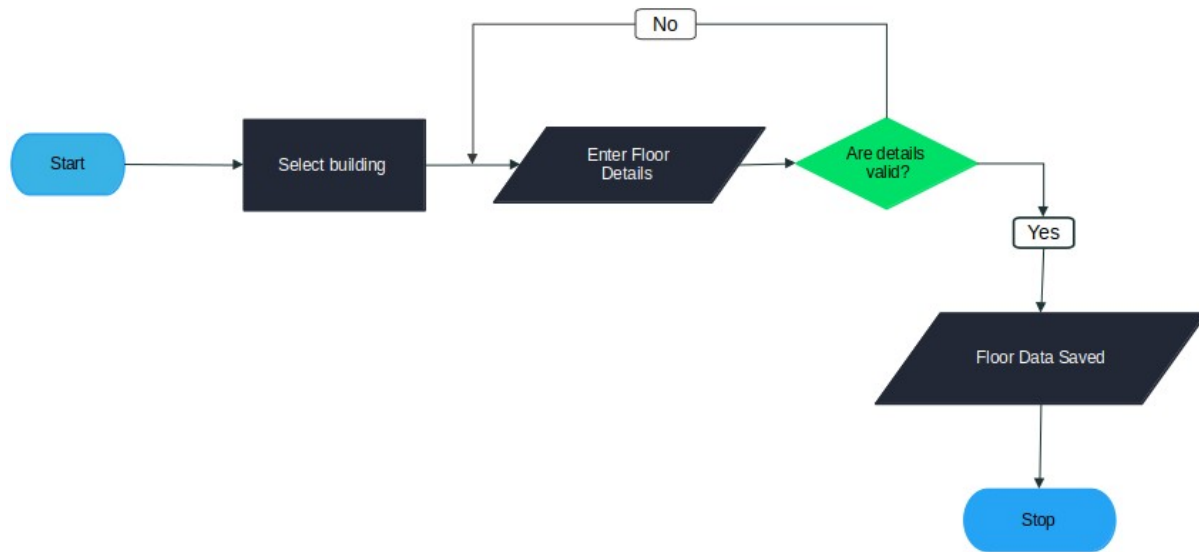 No
Start
Select building
Enter Floor
Details
Are details
valid?
Yes
Floor Data Saved
Stop